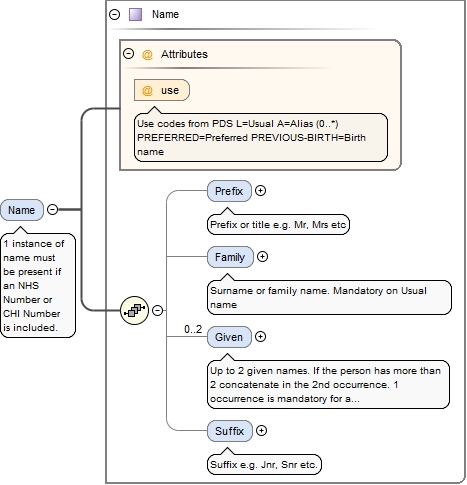 Name
@ Attributes
@ use
Use codes from PDS L=Usual A=Alias (0..*)
PREFERRED=Preferred PREVIOUS-BIRTH=Birth
name
Name
1 instance of
name must
be present if
an NHS
Number or
CHI Number
is included.
Prefix
Prefix or title e.g. Mr, Mrs etc
Family
Surname or family name. Mandatory on Usual
name
0..2
Given
Up to 2 given names. If the person has more than
2 concatenate in the 2nd occurrence. 1
occurrence is mandatory for a...
Suffix
Suffix e.g. Jnr, Snr etc.